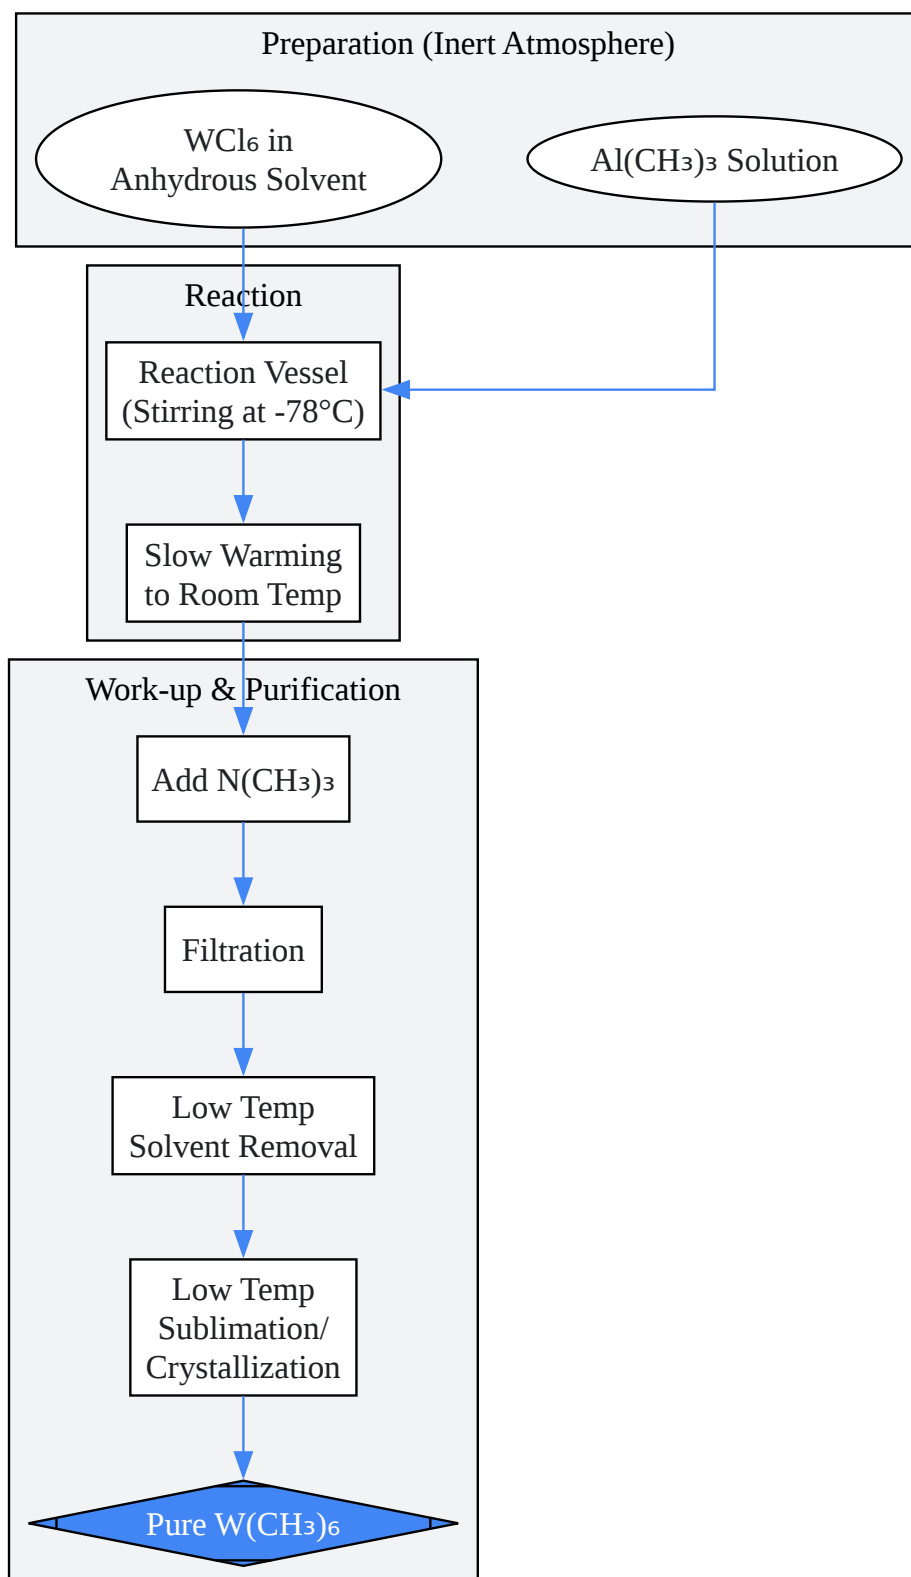 Preparation (Inert Atmosphere)
WCl₆ in
Anhydrous Solvent
Al(CH₃)₃ Solution
Reaction
Reaction Vessel
(Stirring at -78°C)
Slow Warming
to Room Temp
Work-up & Purification
Add N(CH₃)₃
Filtration
Low Temp
Solvent Removal
Low Temp
Sublimation/
Crystallization
Pure W(CH₃)₆